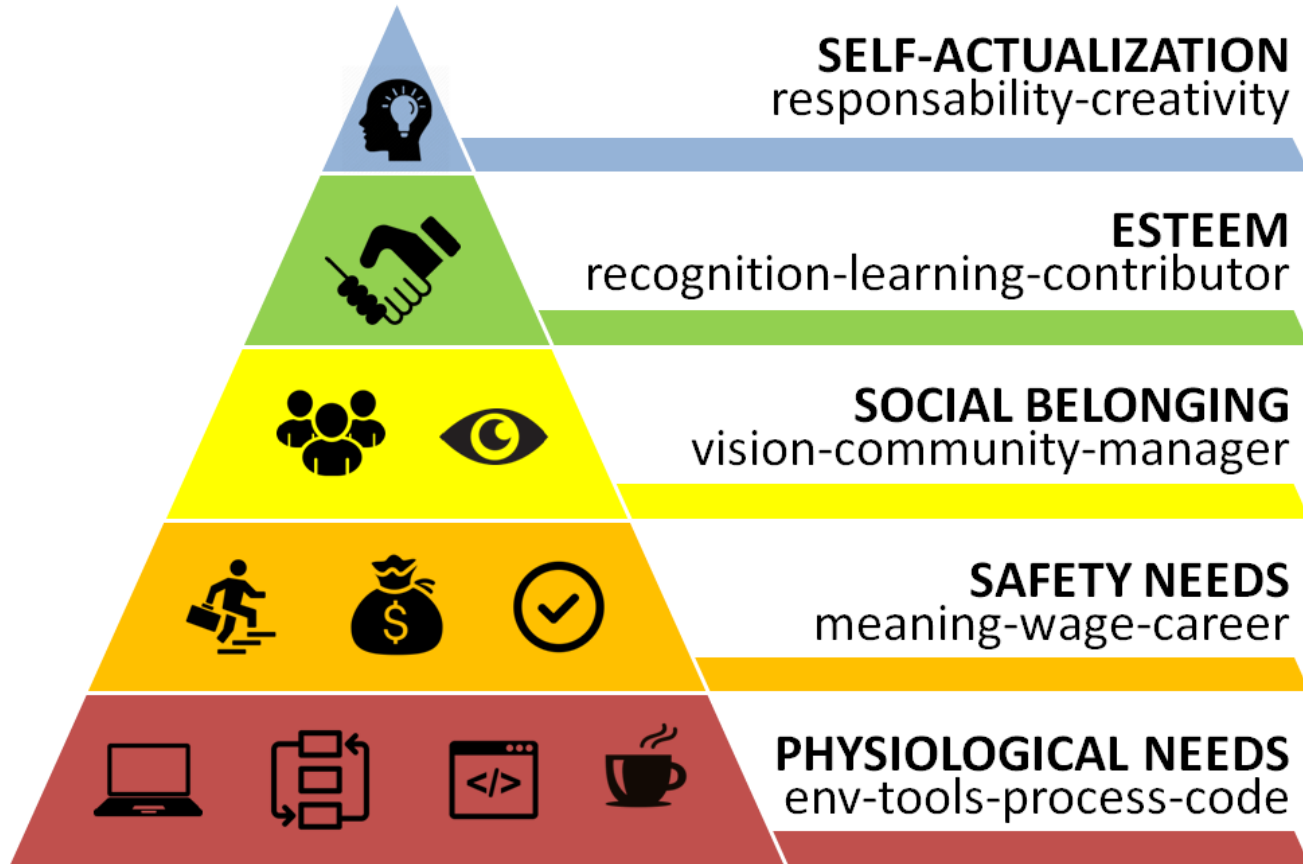 SELF-ACTUALIZATION
responsability-creativity
ESTEEM
recognition-learning-contributor
SOCIAL BELONGING
vision-community-manager
$
SAFETY NEEDS
meaning-wage-career
</>
PHYSIOLOGICAL NEEDS
env-tools-process-code